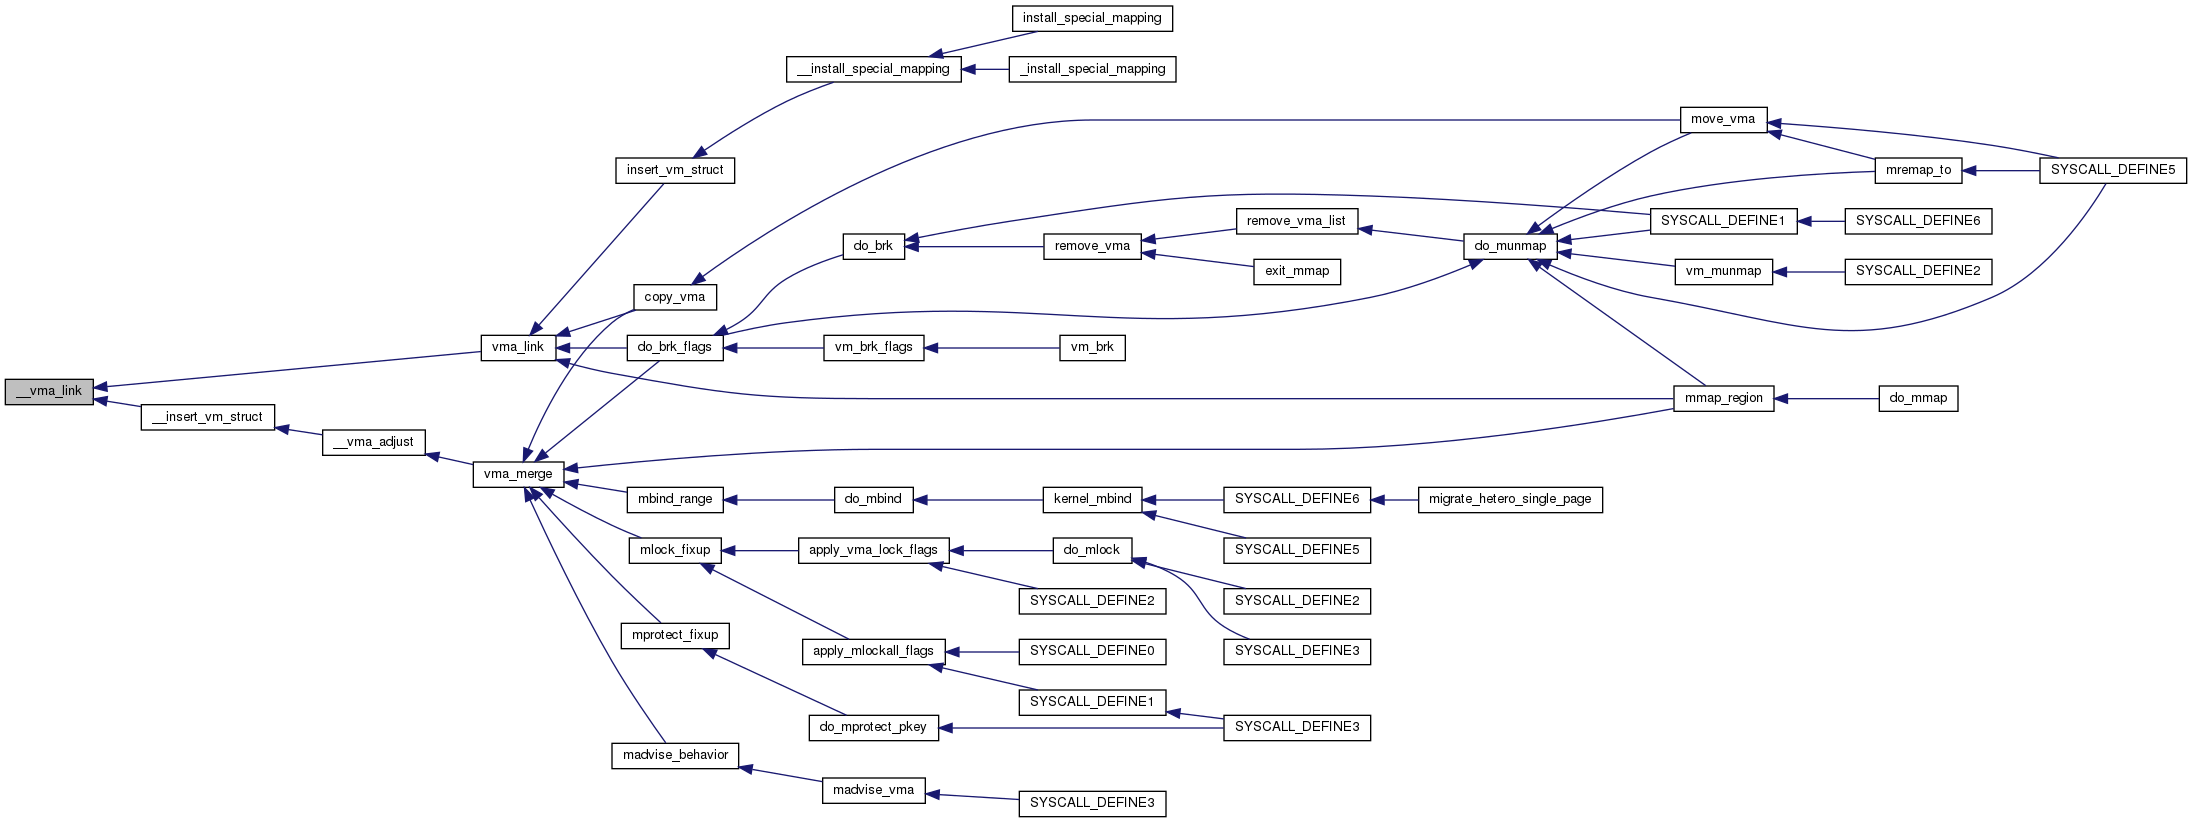 install_special_mapping
__install_special_mapping
_install_special_mapping
move_vma
insert_vm_struct
mremap_to
SYSCALL_DEFINE5
remove_vma_list
SYSCALL_DEFINE1
SYSCALL_DEFINE6
do_brk
remove_vma
do_munmap
exit_mmap
vm_munmap
SYSCALL_DEFINE2
copy_vma
vma_link
do_brk_flags
vm_brk_flags
vm_brk
__vma_link
mmap_region
do_mmap
__insert_vm_struct
__vma_adjust
vma_merge
mbind_range
do_mbind
kernel_mbind
SYSCALL_DEFINE6
migrate_hetero_single_page
mlock_fixup
apply_vma_lock_flags
do_mlock
SYSCALL_DEFINE5
SYSCALL_DEFINE2
SYSCALL_DEFINE2
mprotect_fixup
apply_mlockall_flags
SYSCALL_DEFINE0
SYSCALL_DEFINE3
SYSCALL_DEFINE1
do_mprotect_pkey
SYSCALL_DEFINE3
madvise_behavior
madvise_vma
SYSCALL_DEFINE3